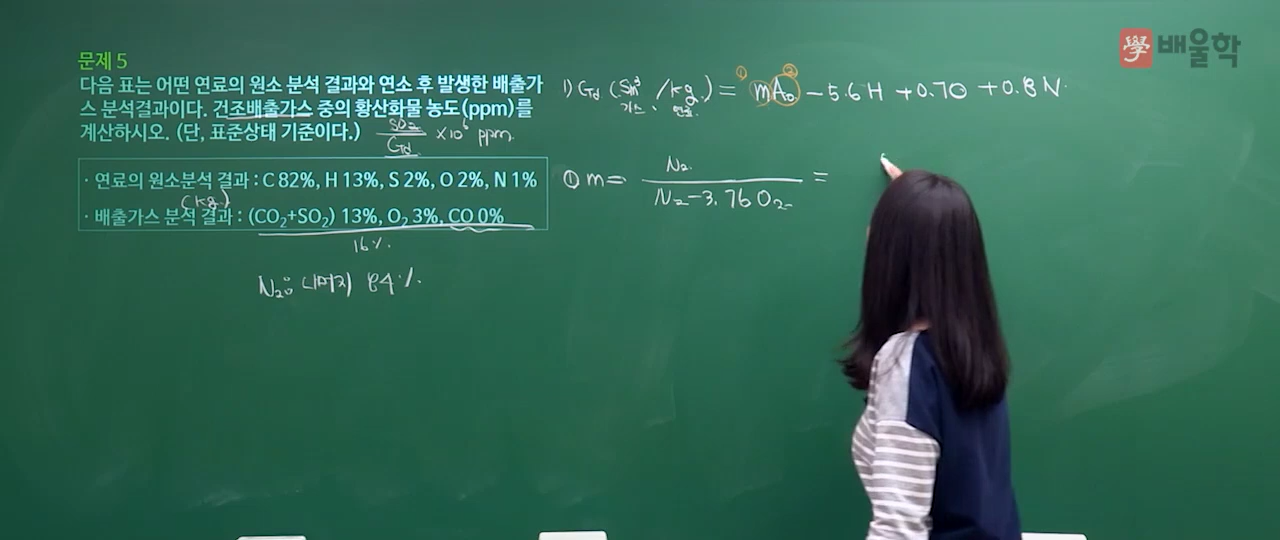 學 배울학
문제 5
다음 표는 어떤 연료의 원소 분석 결과와 연소 후 발생한 배출가
스 분석결과이다. 건조배출가스 중의 황산화물 농도(ppm)를
계산하시오. (단, 표준상태 기준이다.)
SO2 / Gd ×10⁶ ppm
· 연료의 원소분석 결과 : C 82%, H 13%, S 2%, O 2%, N 1%
(kg)
· 배출가스 분석 결과 : (CO₂+SO₂) 13%, O₂ 3%, CO 0%
16%
N₂: 나머지 84%
1) Gd (Sm³/kg) = mA₀ - 5.6H + 0.7O + 0.8N
① ②
가스 연료
① m = N₂ / N₂-3.76O₂ =